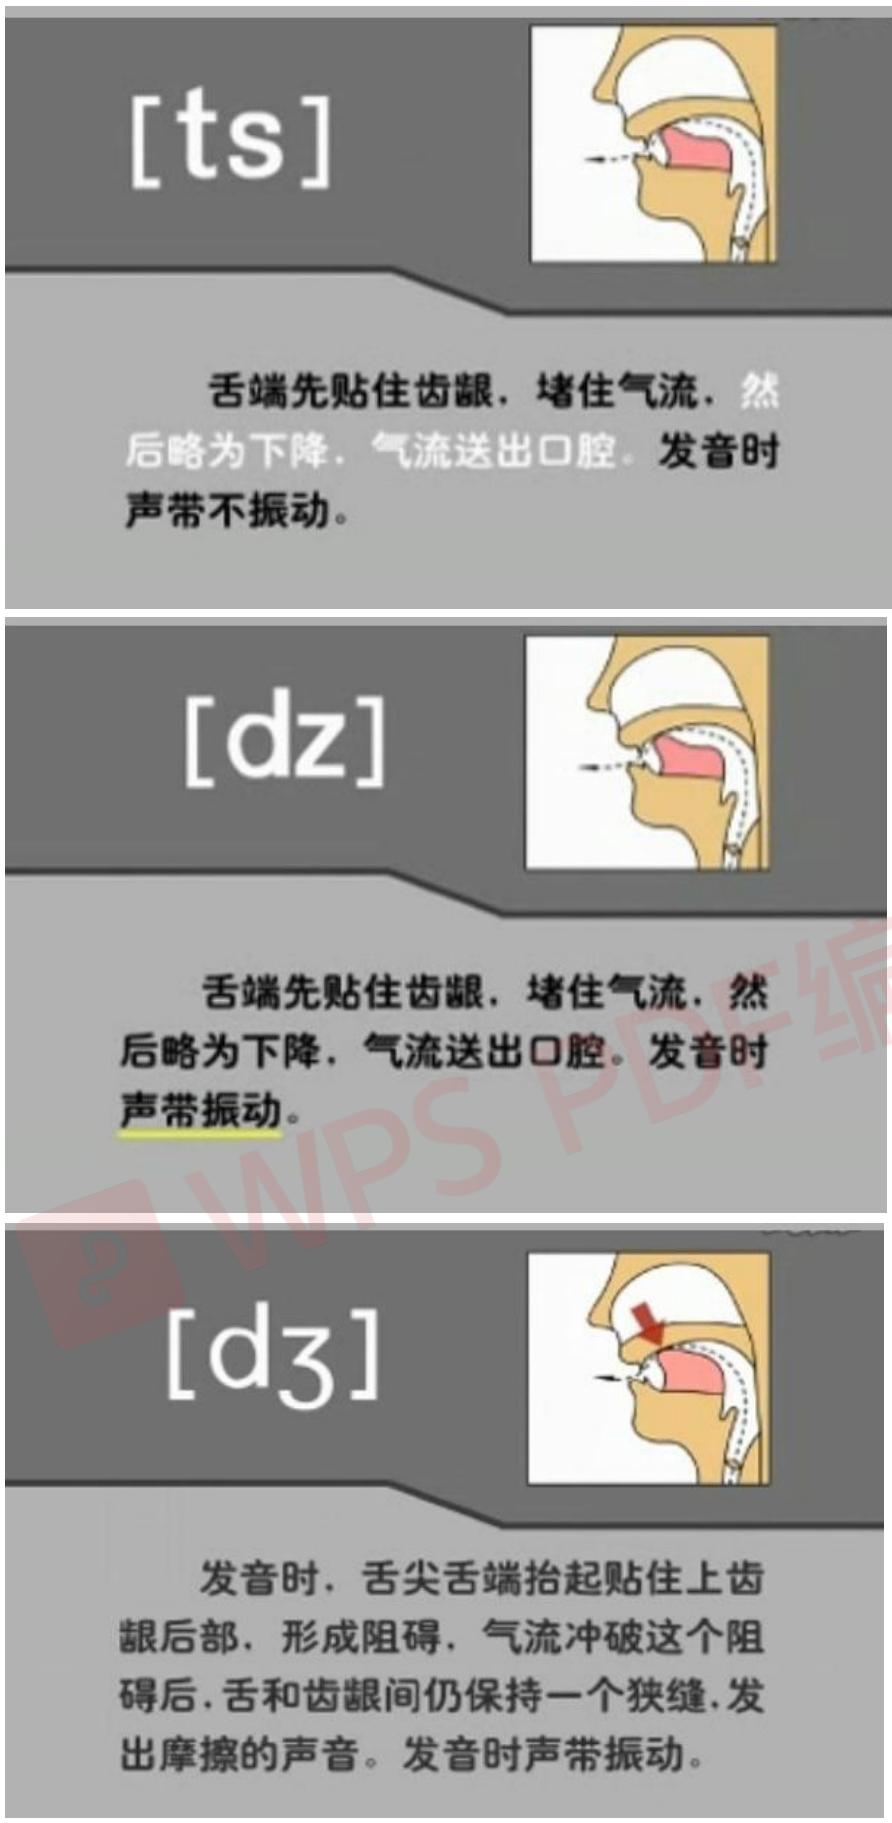 [ts]
舌端先贴住齿龈，堵住气流，然
后略为下降，气流送出口腔。发音时
声带不振动。
[dz]
舌端先贴住齿龈，堵住气流，然
后略为下降，气流送出口腔。发音时
声带振动。
WPS PDF编
[dʒ]
发音时，舌尖舌端抬起贴住上齿
龈后部，形成阻碍，气流冲破这个阻
碍后，舌和齿龈间仍保持一个狭缝，发
出摩擦的声音。发音时声带振动。